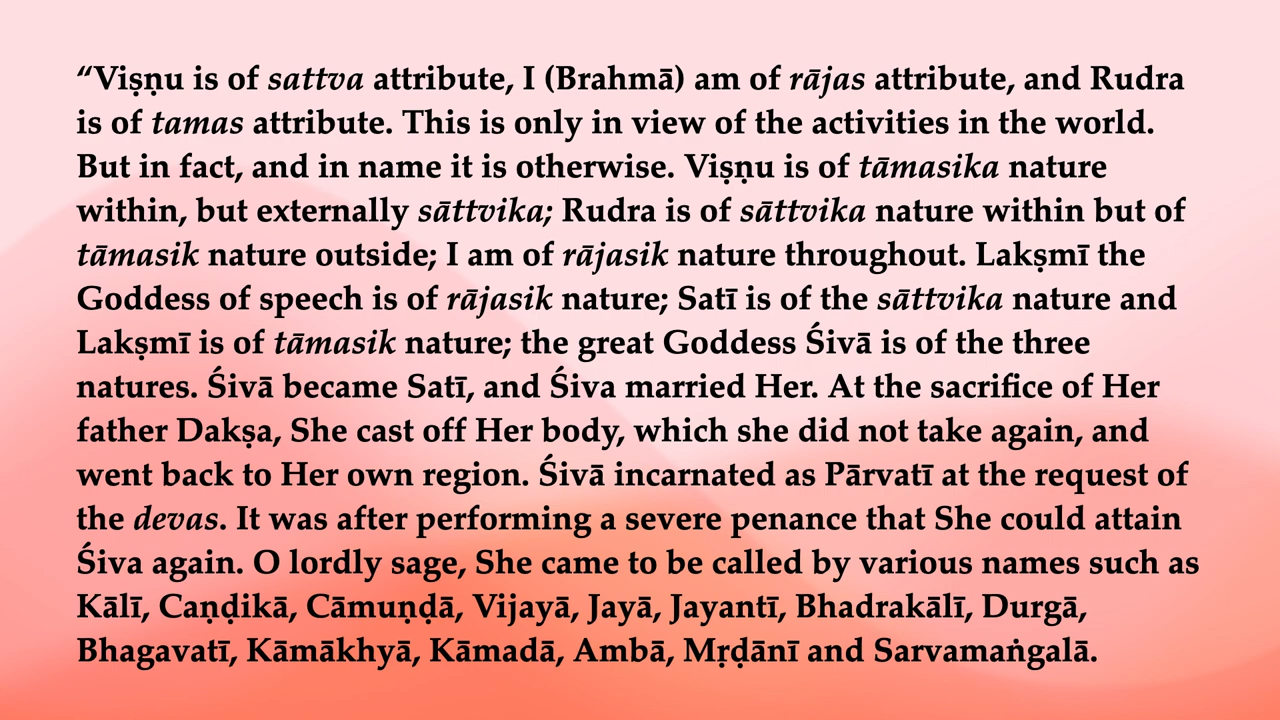 “Viṣṇu is of sattva attribute, I (Brahmā) am of rājas attribute, and Rudra
is of tamas attribute. This is only in view of the activities in the world.
But in fact, and in name it is otherwise. Viṣṇu is of tāmasika nature
within, but externally sāttvika; Rudra is of sāttvika nature within but of
tāmasik nature outside; I am of rājasik nature throughout. Lakṣmī the
Goddess of speech is of rājasik nature; Satī is of the sāttvika nature and
Lakṣmī is of tāmasik nature; the great Goddess Śivā is of the three
natures. Śivā became Satī, and Śiva married Her. At the sacrifice of Her
father Dakṣa, She cast off Her body, which she did not take again, and
went back to Her own region. Śivā incarnated as Pārvatī at the request of
the devas. It was after performing a severe penance that She could attain
Śiva again. O lordly sage, She came to be called by various names such as
Kālī, Caṇḍikā, Cāmuṇḍā, Vijayā, Jayā, Jayantī, Bhadrakālī, Durgā,
Bhagavatī, Kāmākhyā, Kāmadā, Ambā, Mṛḍānī and Sarvamaṅgalā.